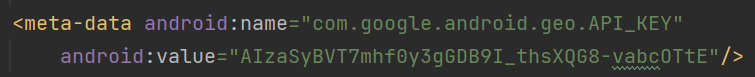 <meta-data android:name="com.google.android.geo.API_KEY"
android:value="AIzaSyBVT7mhf0y3gGDB9I_thsXQG8-vabcOTtE"/>